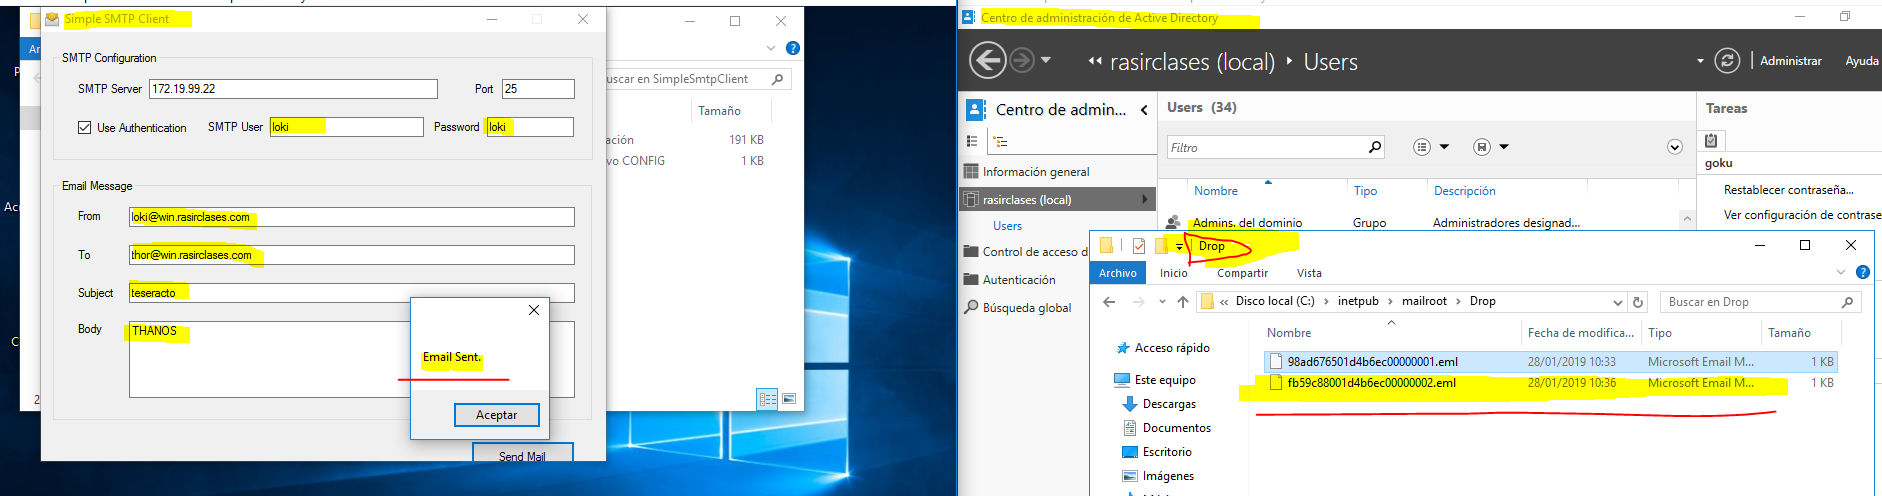 Simple SMTP Client
SMTP Configuration
SMTP Server 172.19.99.22 Port 25
Use Authentication SMTP User loki Password loki
Email Message
From loki@win.rasirclases.com
To thor@win.rasirclases.com
Subject teseracto
Body THANOS
Email Sent.
Aceptar
Send Mail
Ar
uscar en SimpleSmtpClient
Tamaño
ación 191 KB
vo CONFIG 1 KB
2
Centro de administración de Active Directory
rasirclases (local) Users
Administrar Ayuda
Centro de admin...
Información general
rasirclases (local)
Users
Control de acceso d
Autenticación
Búsqueda global
Users (34)
Filtro
Nombre Tipo Descripción
Admins. del dominio Grupo Administradores designad...
Tareas
goku
Restablecer contraseña...
Ver configuración de contrase
Drop
Archivo Inicio Compartir Vista
« Disco local (C:) › inetpub › mailroot › Drop
Buscar en Drop
Acceso rápido
Este equipo
Descargas
Documentos
Escritorio
Imágenes
Nombre Fecha de modifica... Tipo Tamaño
98ad676501d4b6ec00000001.eml 28/01/2019 10:33 Microsoft Email M... 1 KB
fb59c88001d4b6ec00000002.eml 28/01/2019 10:36 Microsoft Email M... 1 KB